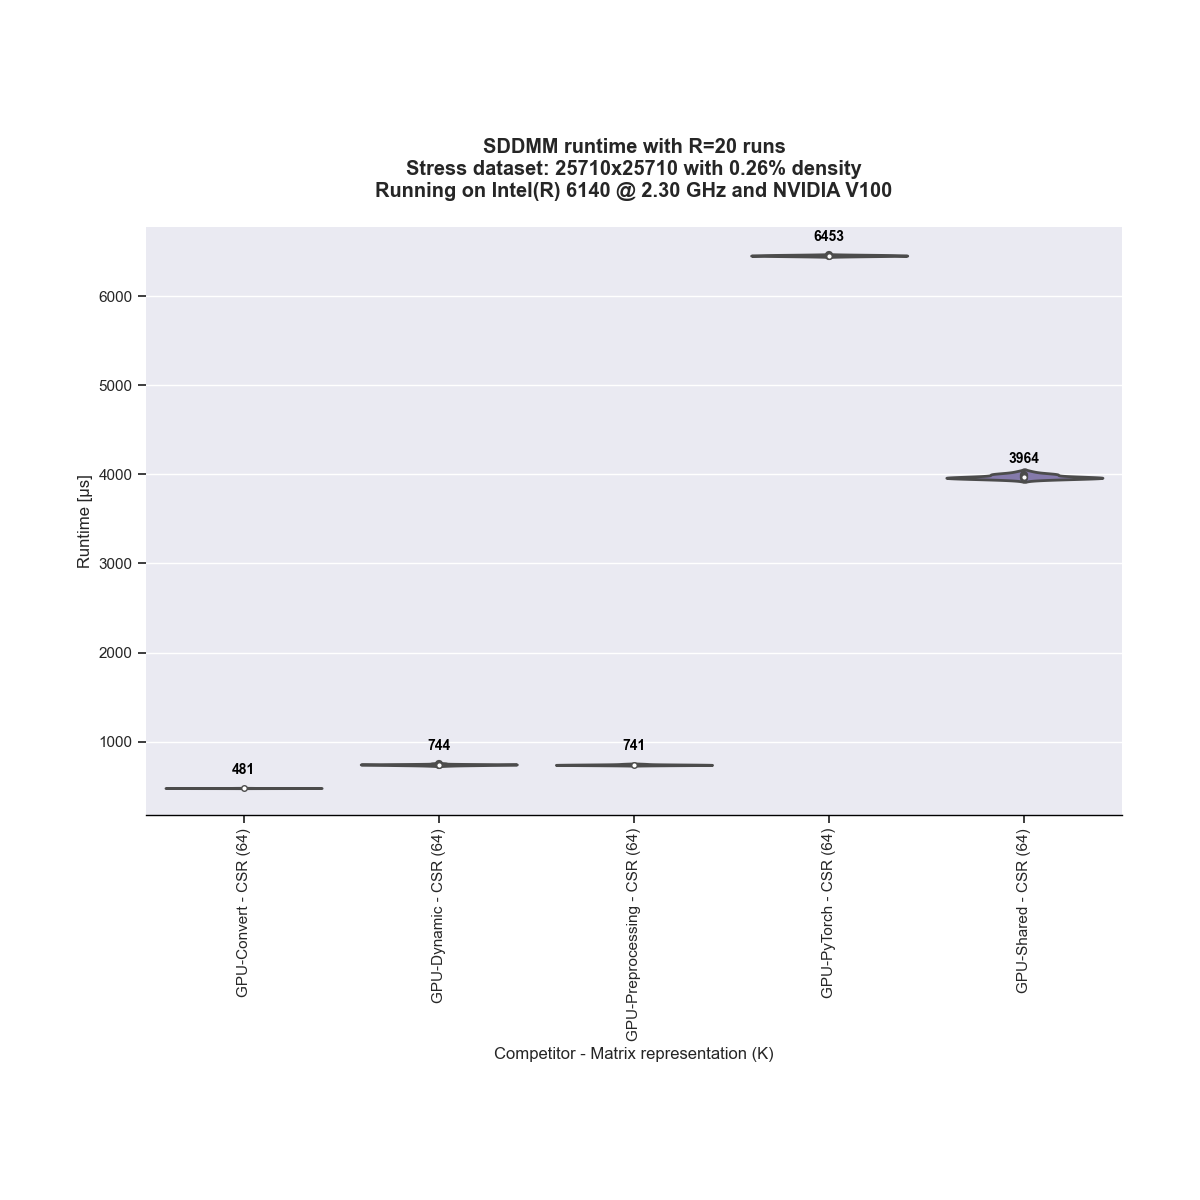 SDDMM runtime with R=20 runs
Stress dataset: 25710x25710 with 0.26% density
Running on Intel(R) 6140 @ 2.30 GHz and NVIDIA V100
Runtime [µs]
6000
5000
4000
3000
2000
1000
481
744
741
6453
3964
GPU-Convert - CSR (64)
GPU-Dynamic - CSR (64)
GPU-Preprocessing - CSR (64)
GPU-PyTorch - CSR (64)
GPU-Shared - CSR (64)
Competitor - Matrix representation (K)